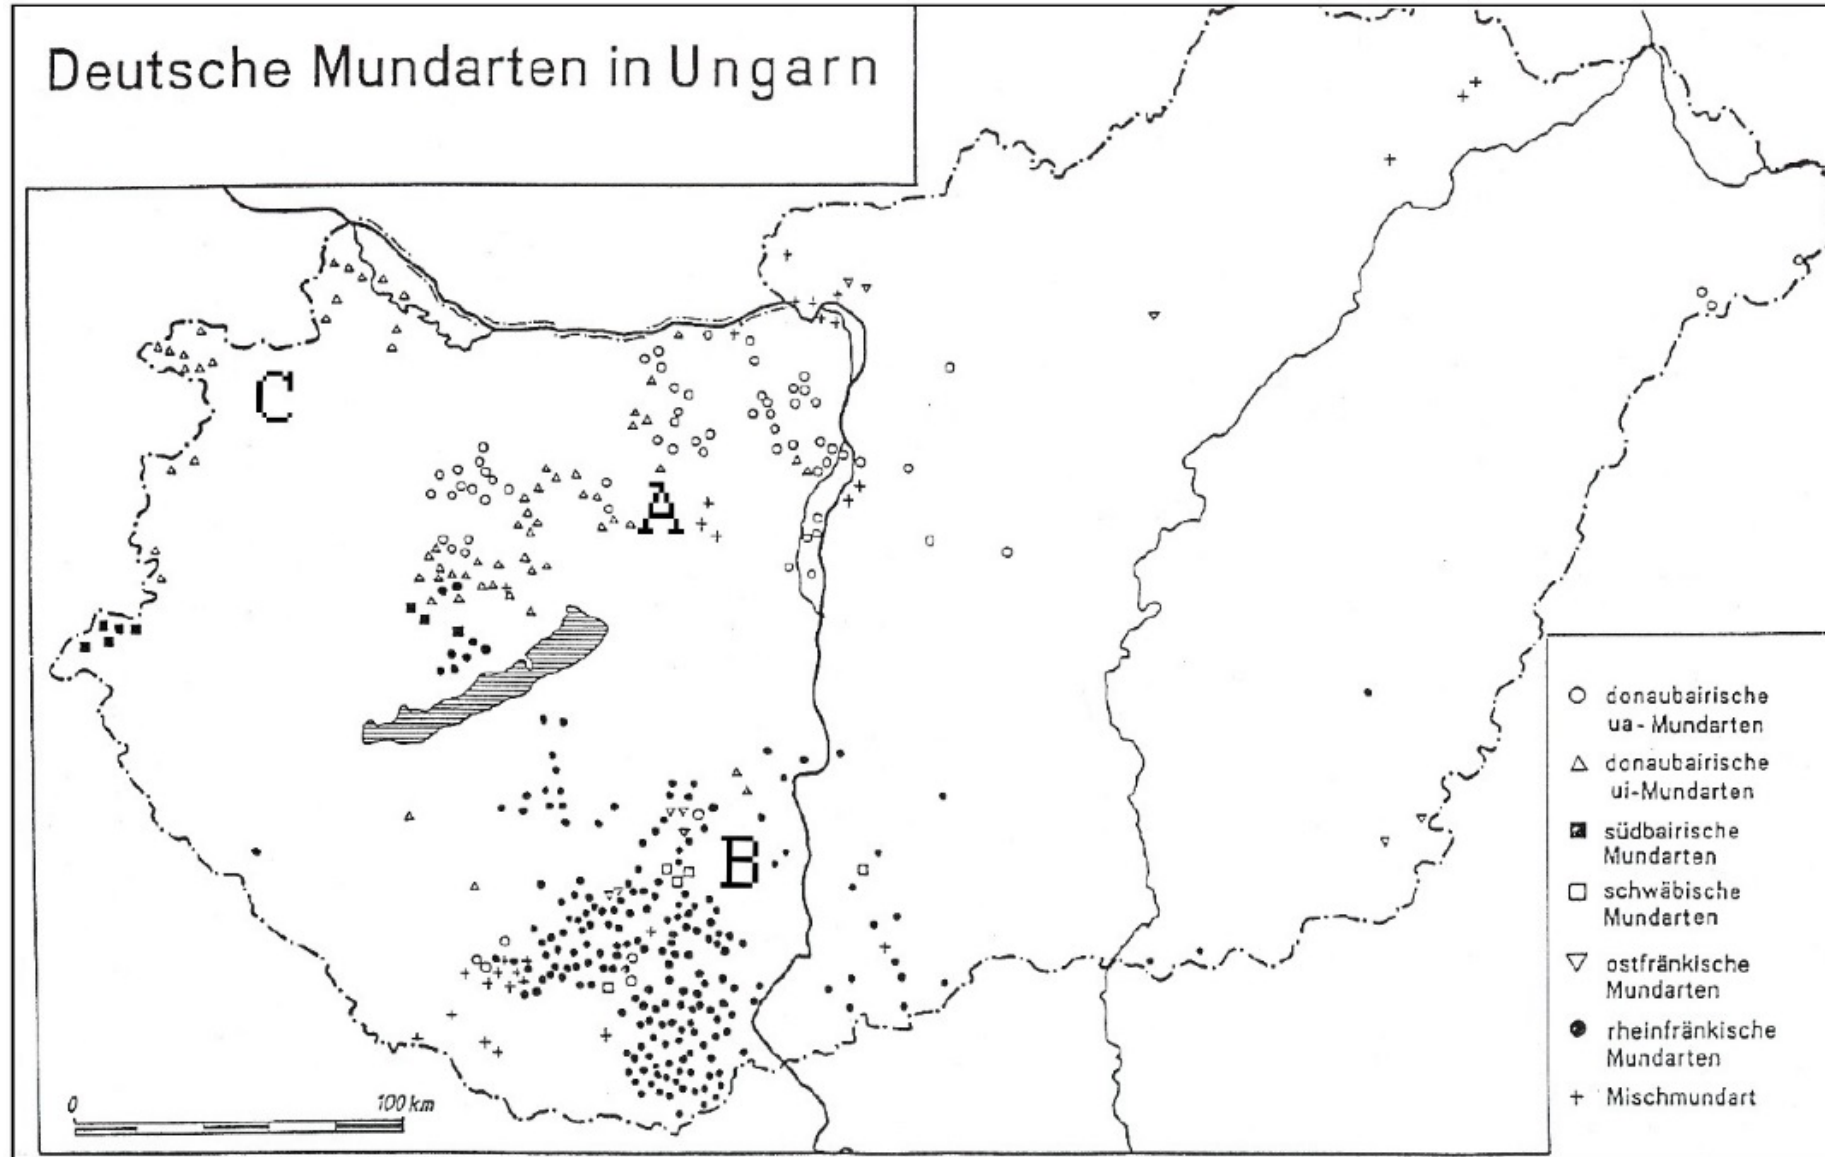 Deutsche Mundarten in Ungarn
C
A
B
donaubairische
ua-Mundarten
donaubairische
ui-Mundarten
südbairische
Mundarten
schwäbische
Mundarten
ostfränkische
Mundarten
rheinfränkische
Mundarten
Mischmundart
0 100 km